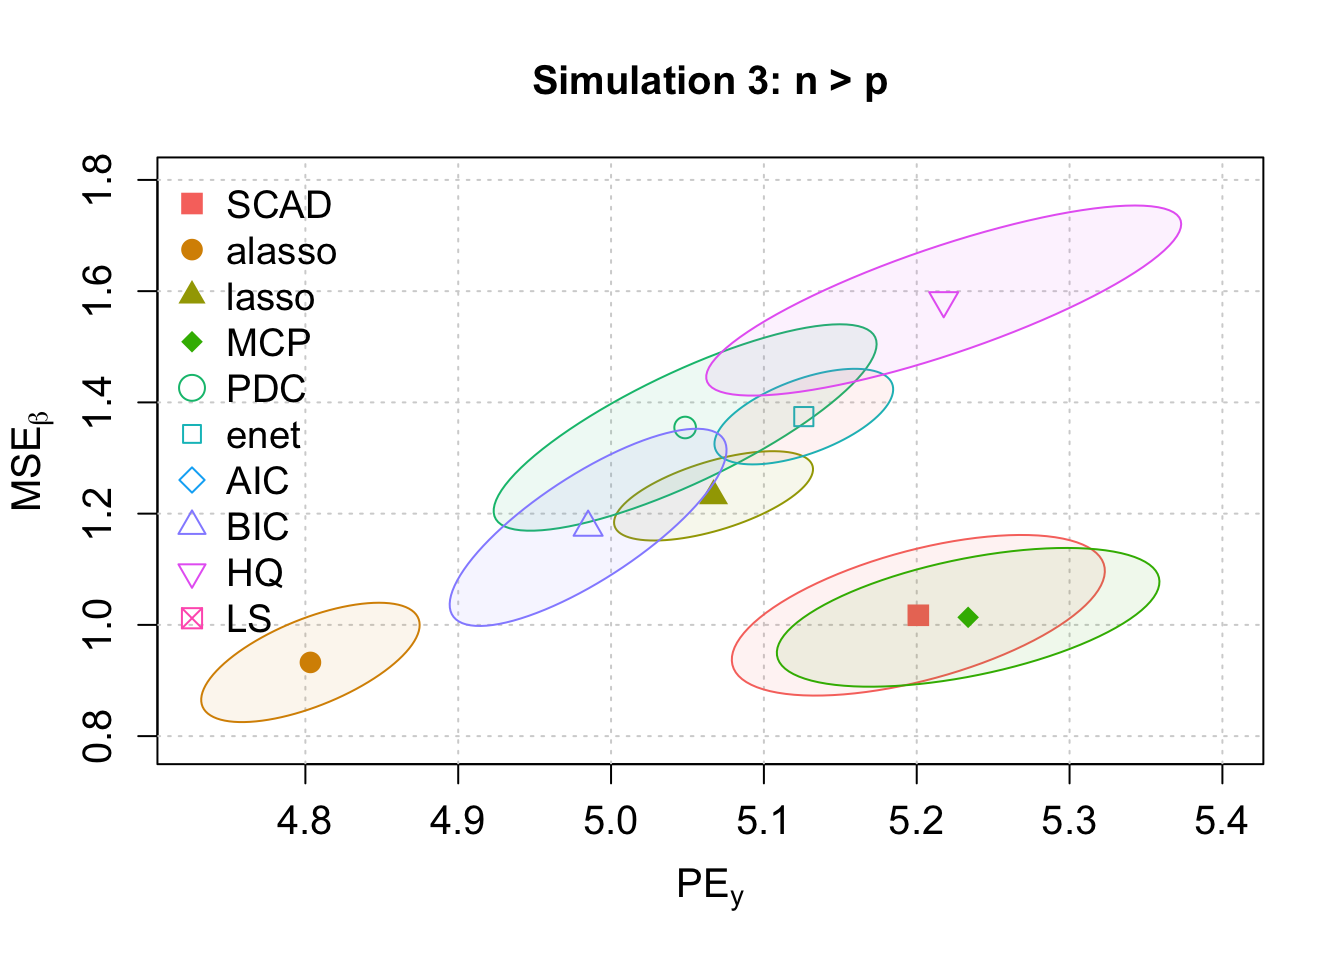 Simulation 3: n > p
1.8
1.6
1.4
1.2
1.0
0.8
MSEβ
SCAD
alasso
lasso
MCP
PDC
enet
AIC
BIC
HQ
LS
4.8 4.9 5.0 5.1 5.2 5.3 5.4
PEy